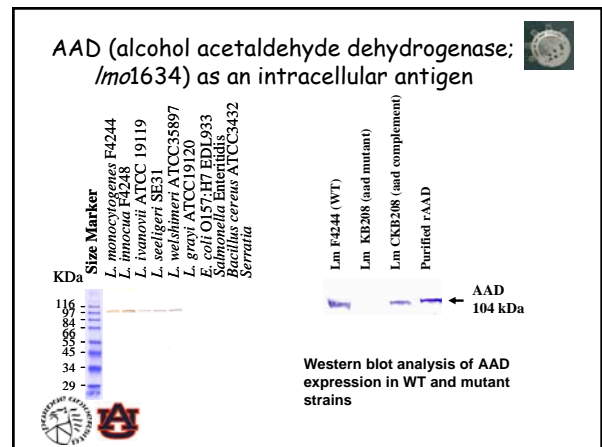 AAD (alcohol acetaldehyde dehydrogenase;
lmo1634) as an intracellular antigen
KDa
Size Marker
L. monocytogenes F4244
L. innocua F4248
L. ivanovii ATCC 19119
L. seeligeri SE31
L. welshimeri ATCC35897
L. grayi ATCC19120
E. coli O157:H7 EDL933
Salmonella Enteritidis
Bacillus cereus ATCC3432
Serratia
116
97
84
66
55
45
34
29
Lm F4244 (WT)
Lm KB208 (aad mutant)
Lm CKB208 (aad complement)
Purified rAAD
AAD
104 kDa
Western blot analysis of AAD
expression in WT and mutant
strains
AU